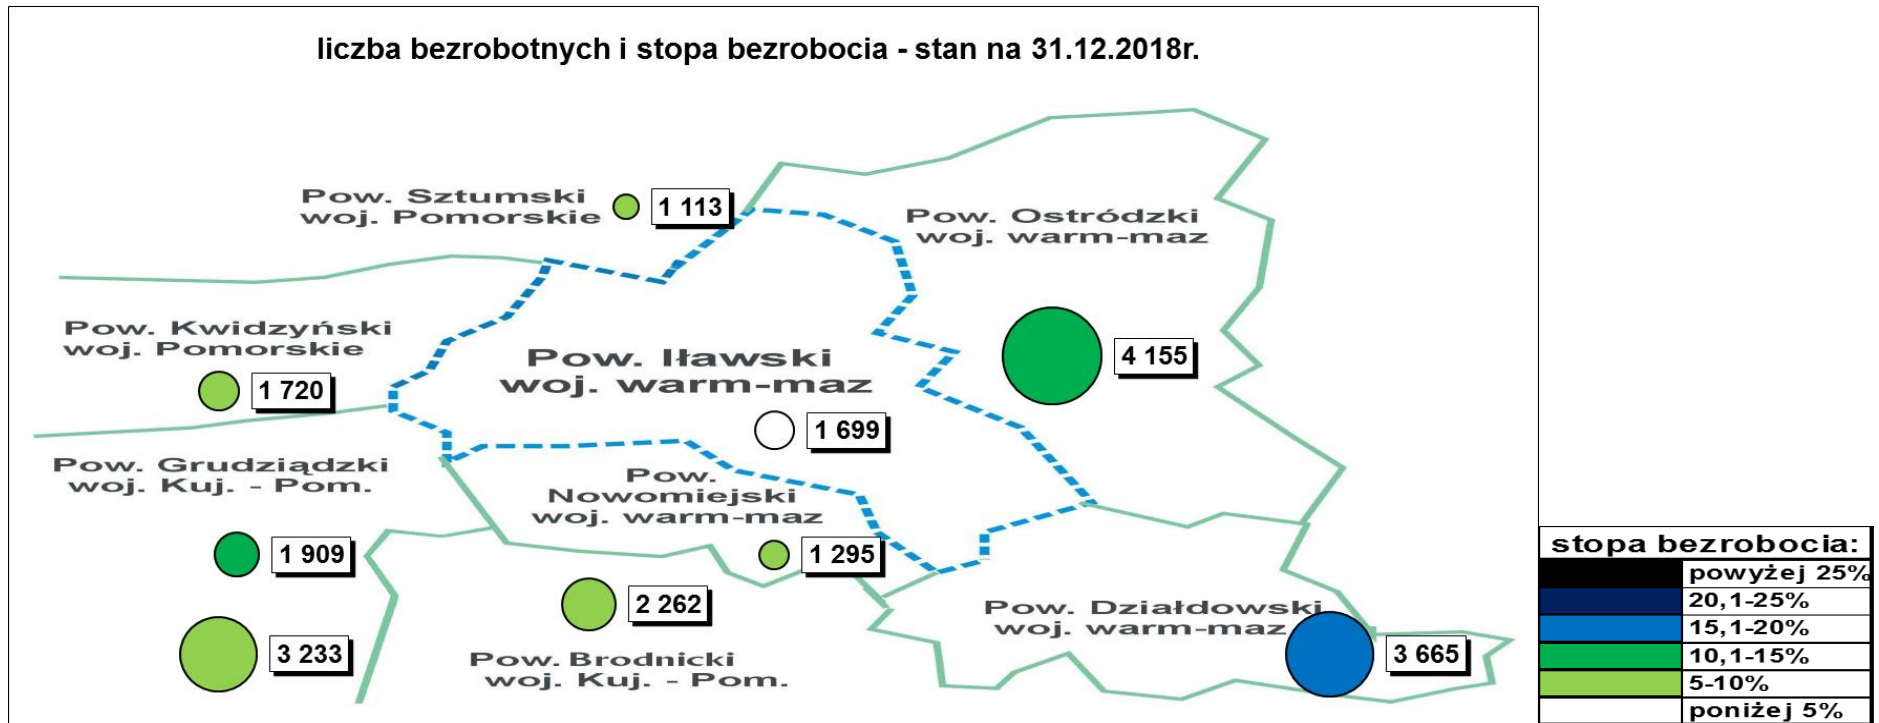 liczba bezrobotnych i stopa bezrobocia - stan na 31.12.2018r.
Pow. Sztumski
woj. Pomorskie
1 113
Pow. Ostródzki
woj. warm-maz
4 155
Pow. Kwidzyński
woj. Pomorskie
1 720
Pow. Iławski
woj. warm-maz
1 699
Pow. Grudziądzki
woj. Kuj. - Pom.
1 909
3 233
Pow.
Nowomiejski
woj. warm-maz
1 295
2 262
Pow. Brodnicki
woj. Kuj. - Pom.
Pow. Działdowski
woj. warm-maz
3 665
stopa bezrobocia:
powyżej 25%
20,1-25%
15,1-20%
10,1-15%
5-10%
poniżej 5%